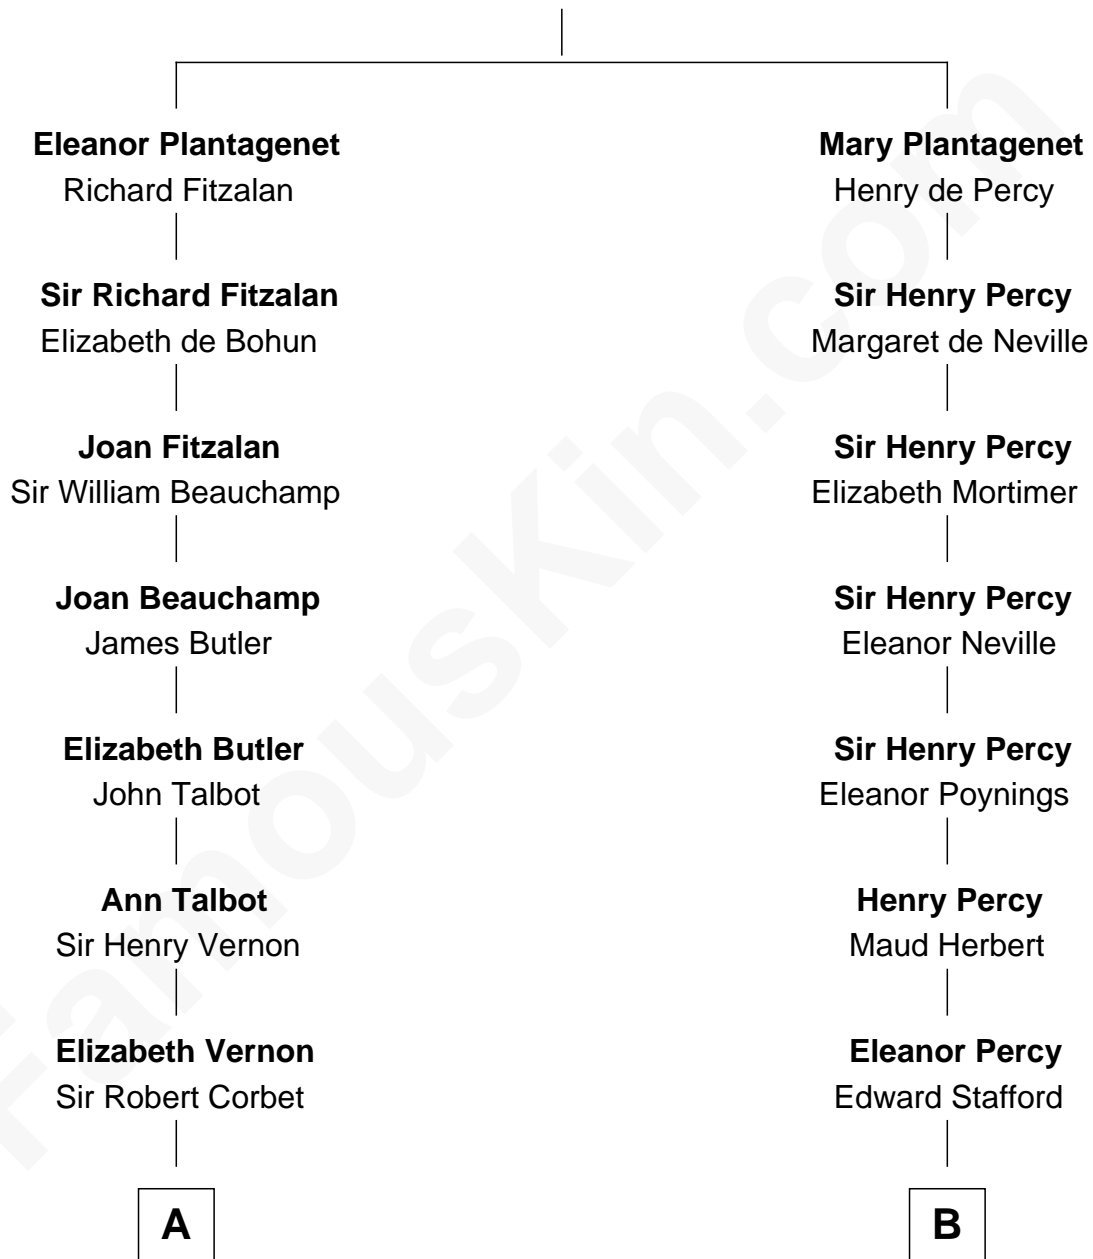 Eleanor Plantagenet
Richard Fitzalan
Sir Richard Fitzalan
Elizabeth de Bohun
Joan Fitzalan
Sir William Beauchamp
Joan Beauchamp
James Butler
Elizabeth Butler
John Talbot
Ann Talbot
Sir Henry Vernon
Elizabeth Vernon
Sir Robert Corbet
A
Mary Plantagenet
Henry de Percy
Sir Henry Percy
Margaret de Neville
Sir Henry Percy
Elizabeth Mortimer
Sir Henry Percy
Eleanor Neville
Sir Henry Percy
Eleanor Poynings
Henry Percy
Maud Herbert
Eleanor Percy
Edward Stafford
B
FamousKin.com